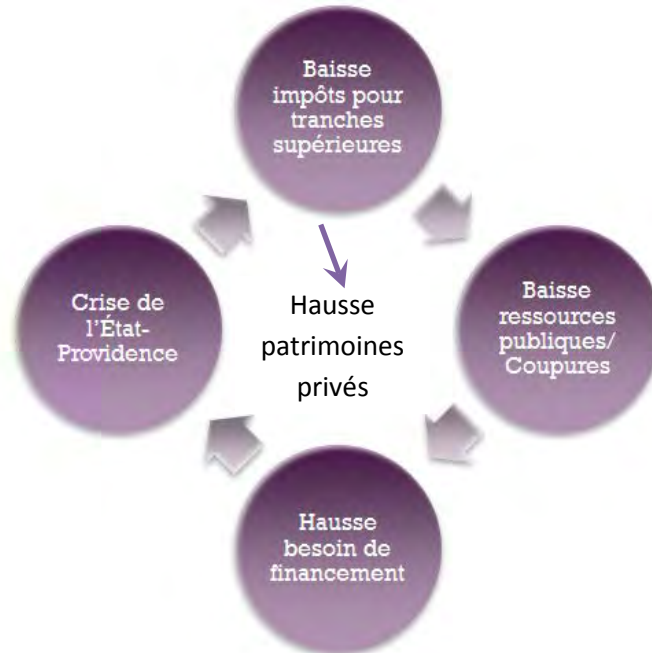 Baisse
impôts pour
tranches
supérieures
Crise de
l'État-
Providence
Hausse
patrimoines
privés
Baisse
ressources
publiques/
Coupures
Hausse
besoin de
financement